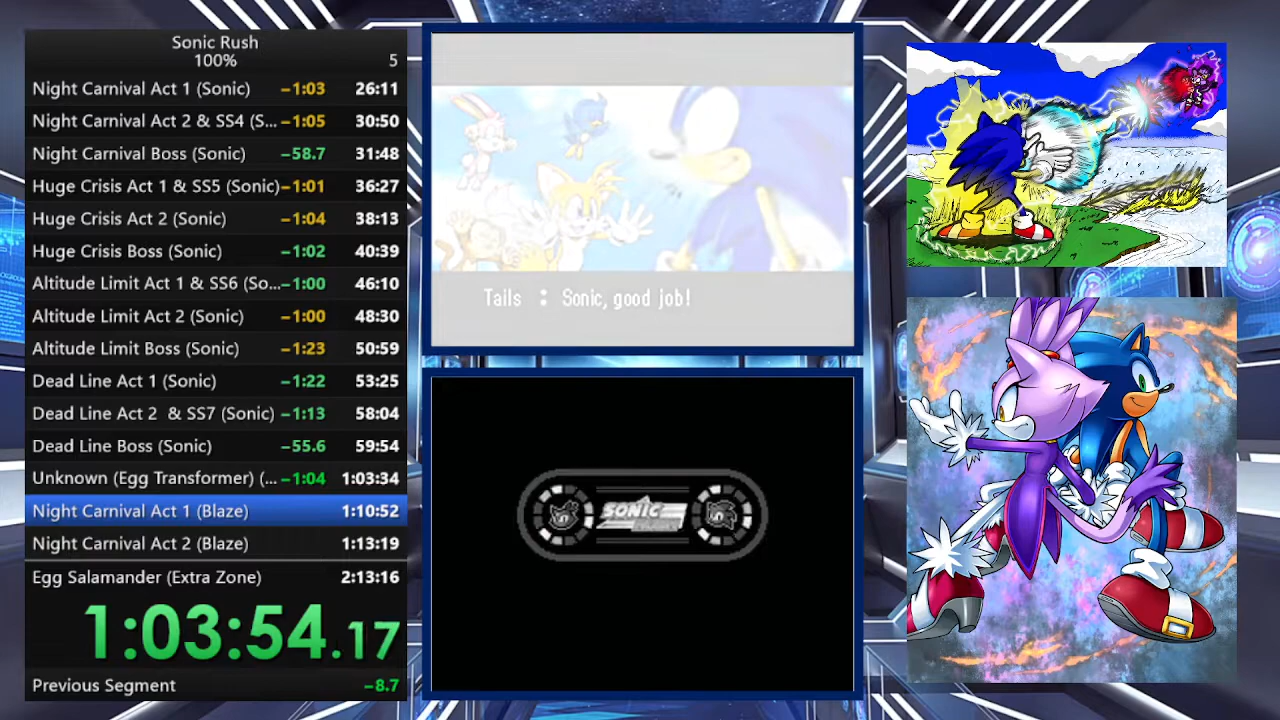 Sonic Rush
100%
5
Night Carnival Act 1 (Sonic) −1:03 26:11
Night Carnival Act 2 & SS4 (S... −1:05 30:50
Night Carnival Boss (Sonic) −58.7 31:48
Huge Crisis Act 1 & SS5 (Sonic) −1:01 36:27
Huge Crisis Act 2 (Sonic) −1:04 38:13
Huge Crisis Boss (Sonic) −1:02 40:39
Altitude Limit Act 1 & SS6 (So... −1:00 46:10
Altitude Limit Act 2 (Sonic) −1:00 48:30
Altitude Limit Boss (Sonic) −1:23 50:59
Dead Line Act 1 (Sonic) −1:22 53:25
Dead Line Act 2  & SS7 (Sonic) −1:13 58:04
Dead Line Boss (Sonic) −55.6 59:54
Unknown (Egg Transformer) (... −1:04 1:03:34
Night Carnival Act 1 (Blaze) 1:10:52
Night Carnival Act 2 (Blaze) 1:13:19
Egg Salamander (Extra Zone) 2:13:16
1:03:54.17
Previous Segment −8.7
Tails : Sonic, good job!
SONIC
RUSH